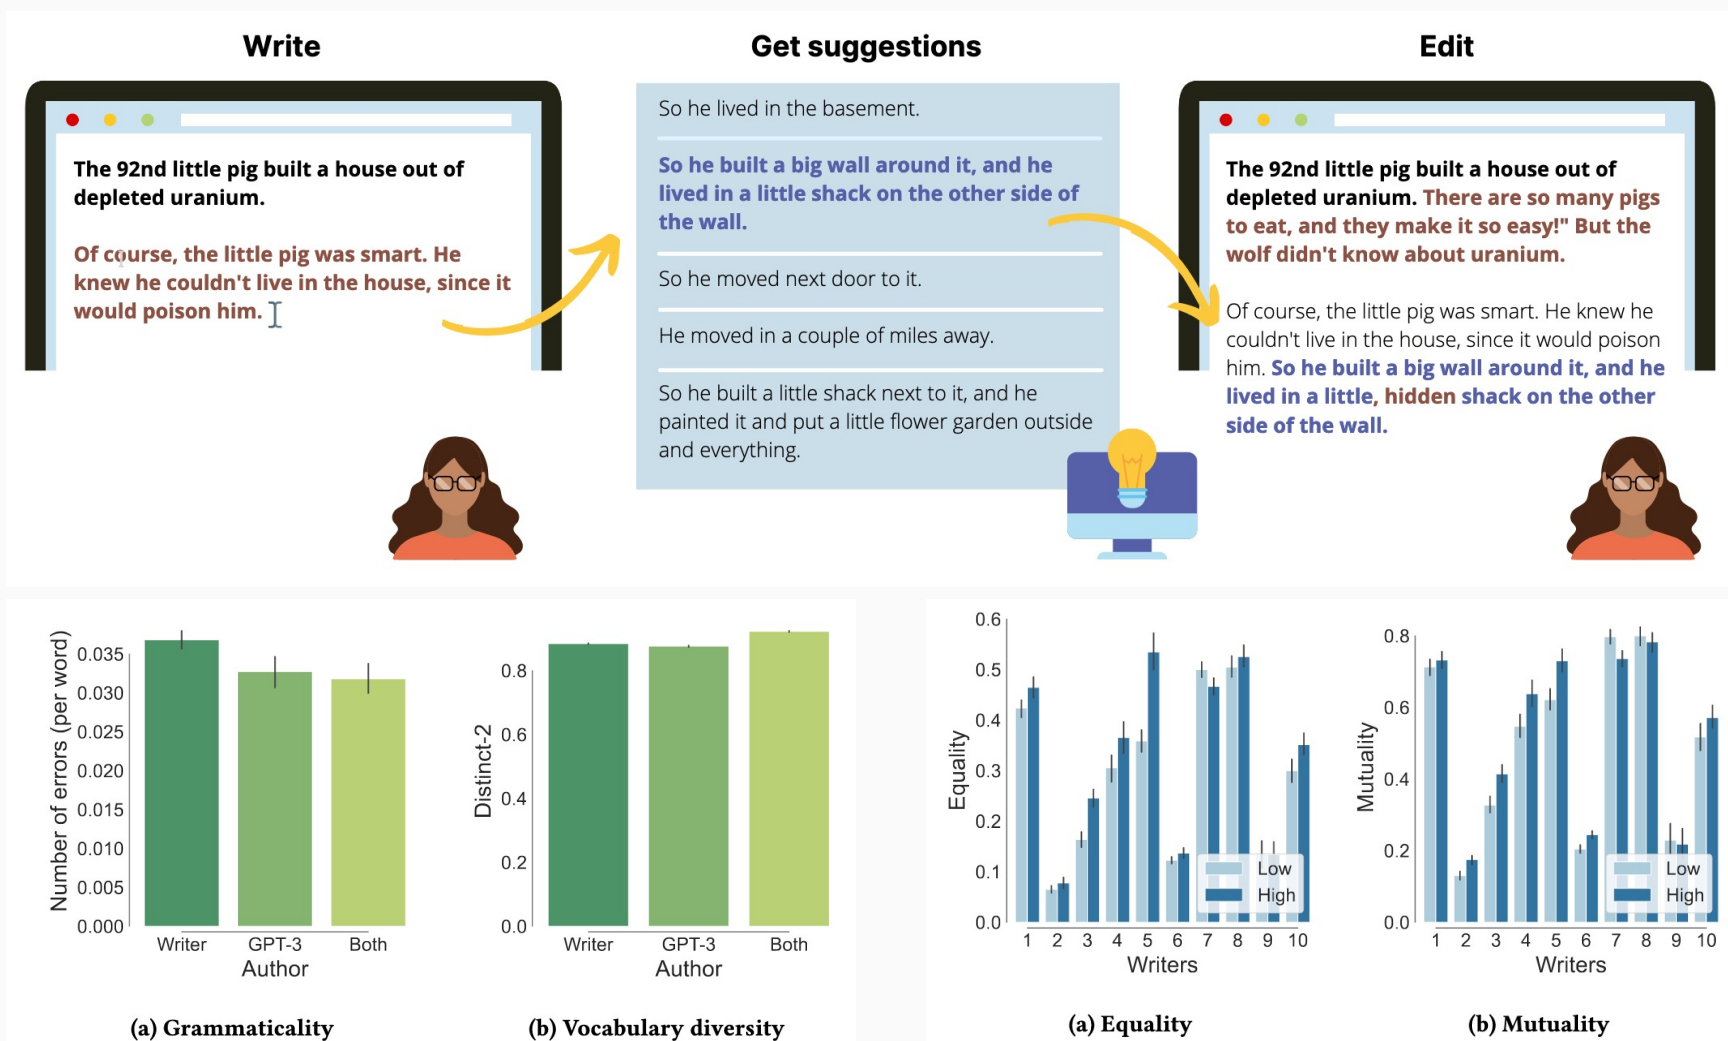 Write
The 92nd little pig built a house out of
depleted uranium.
Of course, the little pig was smart. He
knew he couldn't live in the house, since it
would poison him.
Get suggestions
So he lived in the basement.
So he built a big wall around it, and he
lived in a little shack on the other side of
the wall.
So he moved next door to it.
He moved in a couple of miles away.
So he built a little shack next to it, and he
painted it and put a little flower garden outside
and everything.
Edit
The 92nd little pig built a house out of
depleted uranium. There are so many pigs
to eat, and they make it so easy!" But the
wolf didn't know about uranium.
Of course, the little pig was smart. He knew he
couldn't live in the house, since it would poison
him. So he built a big wall around it, and he
lived in a little, hidden shack on the other
side of the wall.
Number of errors (per word)
0.035
0.030
0.025
0.020
0.015
0.010
0.005
0.000
Writer GPT-3 Both
Author
(a) Grammaticality
Distinct-2
0.8
0.6
0.4
0.2
0.0
Writer GPT-3 Both
Author
(b) Vocabulary diversity
Equality
0.6
0.5
0.4
0.3
0.2
0.1
0.0
Low
High
1 2 3 4 5 6 7 8 9 10
Writers
(a) Equality
Mutuality
0.8
0.6
0.4
0.2
0.0
Low
High
1 2 3 4 5 6 7 8 9 10
Writers
(b) Mutuality